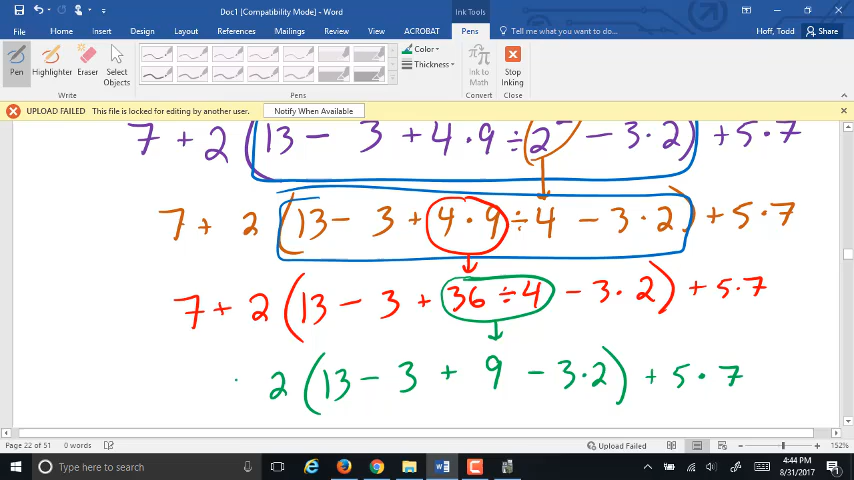 Doc1 [Compatibility Mode] - Word
Ink Tools
Hoff, Todd
File Home Insert Design Layout References Mailings Review View ACROBAT Pens Tell me what you want to do... Share
Pen Highlighter Eraser Select Objects
Color
Thickness
Ink to Math
Stop Inking
Write Pens Convert Close
UPLOAD FAILED This file is locked for editing by another user. Notify When Available
7 + 2 (13 - 3 + 4 · 9 ÷ 2² - 3 · 2) + 5 · 7
7 + 2 (13 - 3 + 4 · 9 ÷ 4 - 3 · 2) + 5 · 7
7 + 2 (13 - 3 + 36 ÷ 4 - 3 · 2) + 5 · 7
2 (13 - 3 + 9 - 3 · 2) + 5 · 7
Page 22 of 51 0 words Upload Failed 152%
Type here to search
4:44 PM
8/31/2017